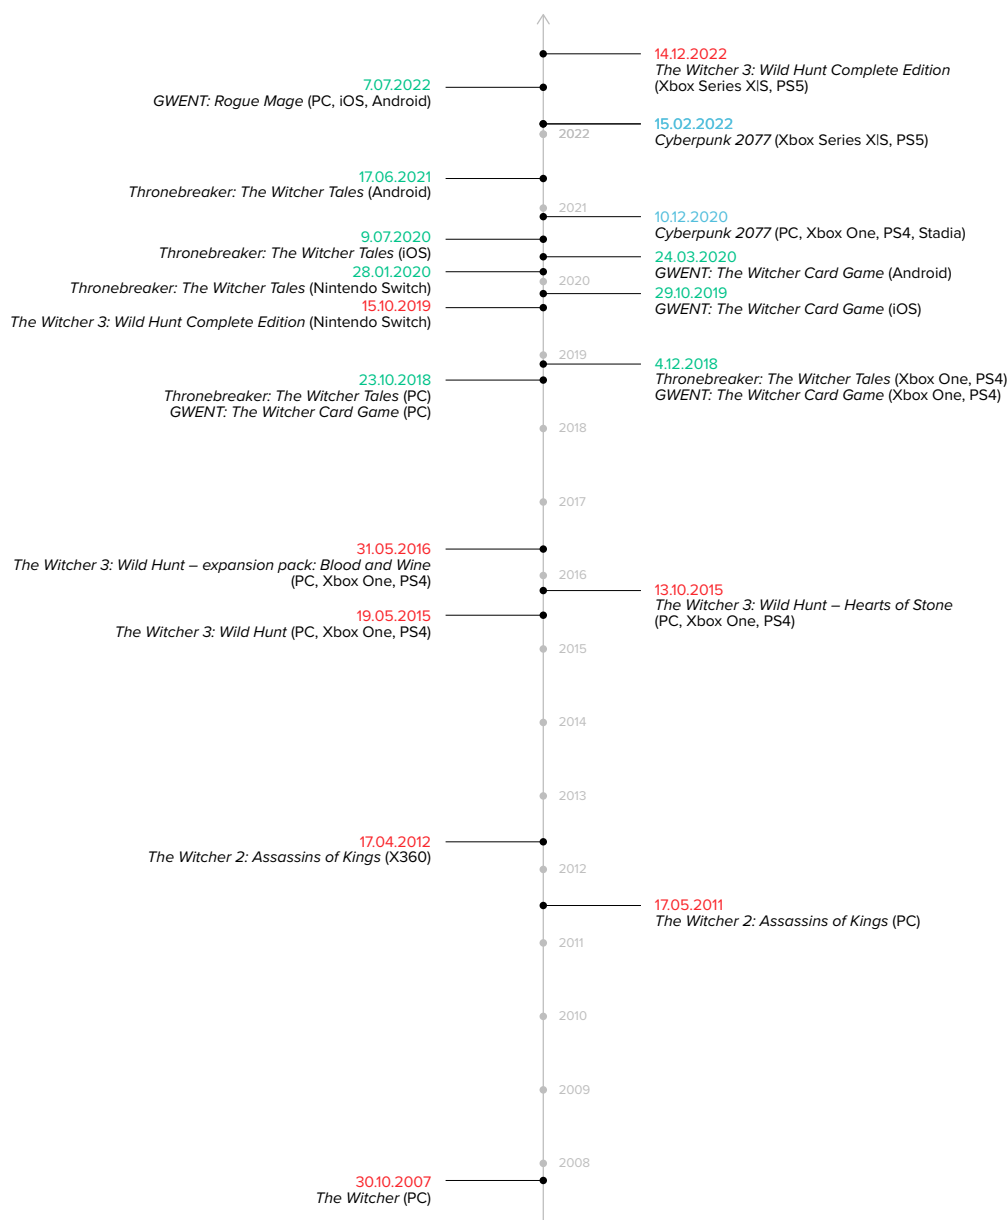 14.12.2022
The Witcher 3: Wild Hunt Complete Edition
(Xbox Series X|S, PS5)
7.07.2022
GWENT: Rogue Mage (PC, iOS, Android)
15.02.2022
Cyberpunk 2077 (Xbox Series X|S, PS5)
2022
17.06.2021
Thronebreaker: The Witcher Tales (Android)
2021
10.12.2020
Cyberpunk 2077 (PC, Xbox One, PS4, Stadia)
9.07.2020
Thronebreaker: The Witcher Tales (iOS)
24.03.2020
GWENT: The Witcher Card Game (Android)
28.01.2020
Thronebreaker: The Witcher Tales (Nintendo Switch)
2020
29.10.2019
GWENT: The Witcher Card Game (iOS)
15.10.2019
The Witcher 3: Wild Hunt Complete Edition (Nintendo Switch)
2019
4.12.2018
Thronebreaker: The Witcher Tales (Xbox One, PS4)
GWENT: The Witcher Card Game (Xbox One, PS4)
23.10.2018
Thronebreaker: The Witcher Tales (PC)
GWENT: The Witcher Card Game (PC)
2018
2017
31.05.2016
The Witcher 3: Wild Hunt – expansion pack: Blood and Wine
(PC, Xbox One, PS4)
2016
13.10.2015
The Witcher 3: Wild Hunt – Hearts of Stone
(PC, Xbox One, PS4)
19.05.2015
The Witcher 3: Wild Hunt (PC, Xbox One, PS4)
2015
2014
2013
17.04.2012
The Witcher 2: Assassins of Kings (X360)
2012
17.05.2011
The Witcher 2: Assassins of Kings (PC)
2011
2010
2009
2008
30.10.2007
The Witcher (PC)